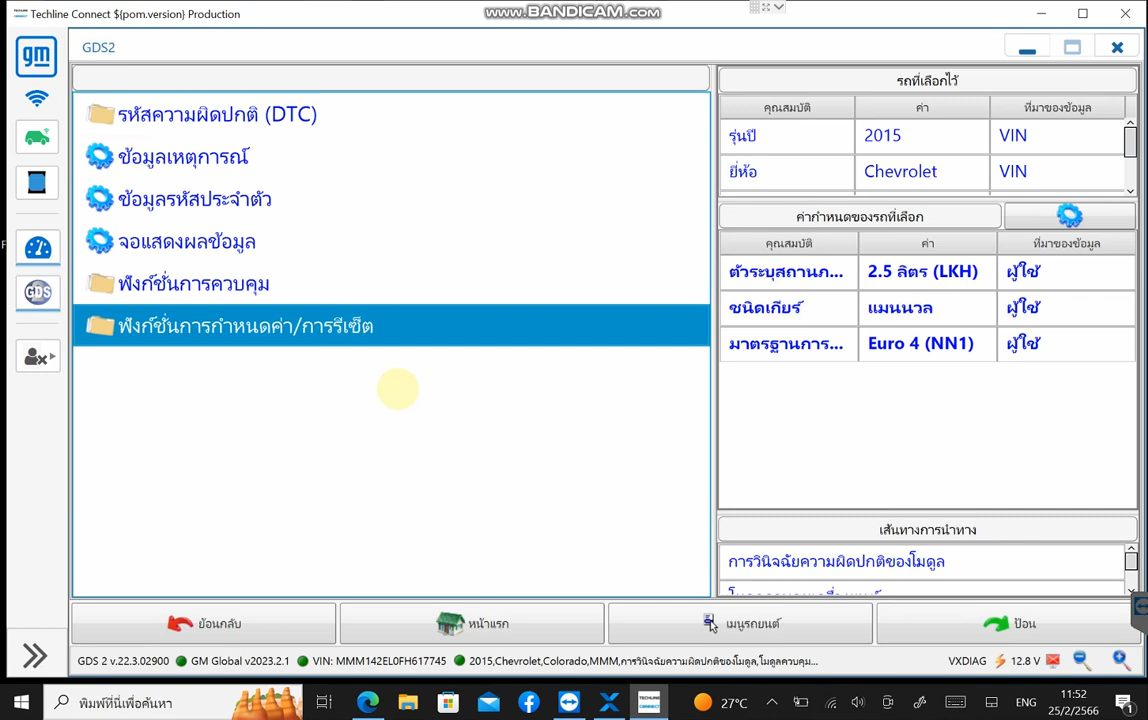 Techline Connect ${pom.version} Production
WWW.BANDICAM.COM
gm
GDS2
รหัสความผิดปกติ (DTC)
ข้อมูลเหตุการณ์
ข้อมูลรหัสประจำตัว
จอแสดงผลข้อมูล
ฟังก์ชั่นการควบคุม
ฟังก์ชั่นการกำหนดค่า/การรีเซ็ต
GDS
รถที่เลือกไว้
คุณสมบัติ ค่า ที่มาของข้อมูล
รุ่นปี 2015 VIN
ยี่ห้อ Chevrolet VIN
ค่ากำหนดของรถที่เลือก
คุณสมบัติ ค่า ที่มาของข้อมูล
ตัวระบุสถานภ... 2.5 ลิตร (LKH) ผู้ใช้
ชนิดเกียร์ แมนนวล ผู้ใช้
มาตรฐานการ... Euro 4 (NN1) ผู้ใช้
เส้นทางการนำทาง
การวินิจฉัยความผิดปกติของโมดูล
ย้อนกลับ หน้าแรก เมนูรถยนต์ ป้อน
GDS 2 v.22.3.02900 GM Global v2023.2.1 VIN: MMM142EL0FH617745 2015,Chevrolet,Colorado,MMM,การวินิจฉัยความผิดปกติของโมดูล,โมดูลควบคุม... VXDIAG 12.8 V
พิมพ์ที่นี่เพื่อค้นหา
TECHLINE
CONNECT
27°C
ENG
11:52
25/2/2566
1